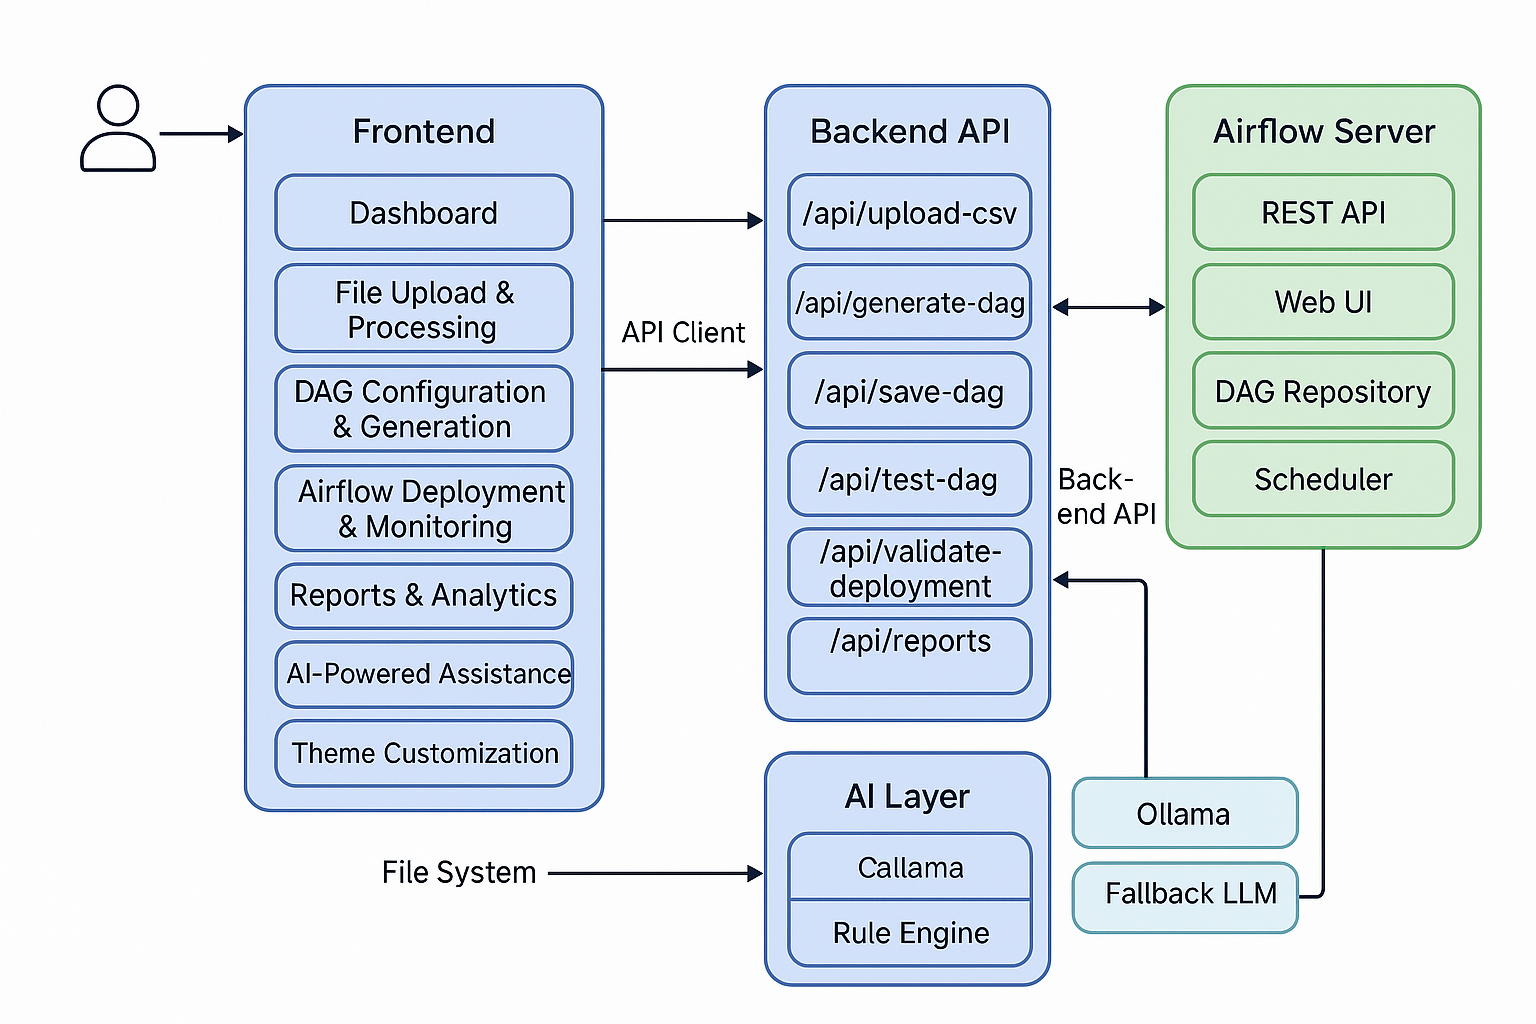 Frontend
Dashboard
File Upload &
Processing
DAG Configuration
& Generation
Airflow Deployment
& Monitoring
Reports & Analytics
AI-Powered Assistance
Theme Customization
API Client
Backend API
/api/upload-csv
/api/generate-dag
/api/save-dag
/api/test-dag
/api/validate-
deployment
/api/reports
Back-
end API
Airflow Server
REST API
Web UI
DAG Repository
Scheduler
File System
AI Layer
Callama
Rule Engine
Ollama
Fallback LLM